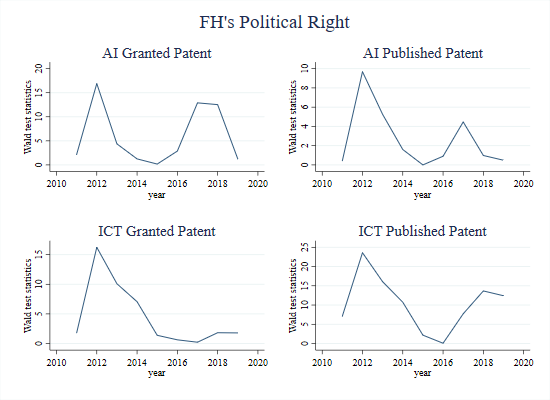 FH's Political Right
AI Granted Patent
Wald test statistics
0 5 10 15 20
2010 2012 2014 2016 2018 2020
year
AI Published Patent
Wald test statistics
0 2 4 6 8 10
2010 2012 2014 2016 2018 2020
year
ICT Granted Patent
Wald test statistics
0 5 10 15
2010 2012 2014 2016 2018 2020
year
ICT Published Patent
Wald test statistics
0 5 10 15 20 25
2010 2012 2014 2016 2018 2020
year